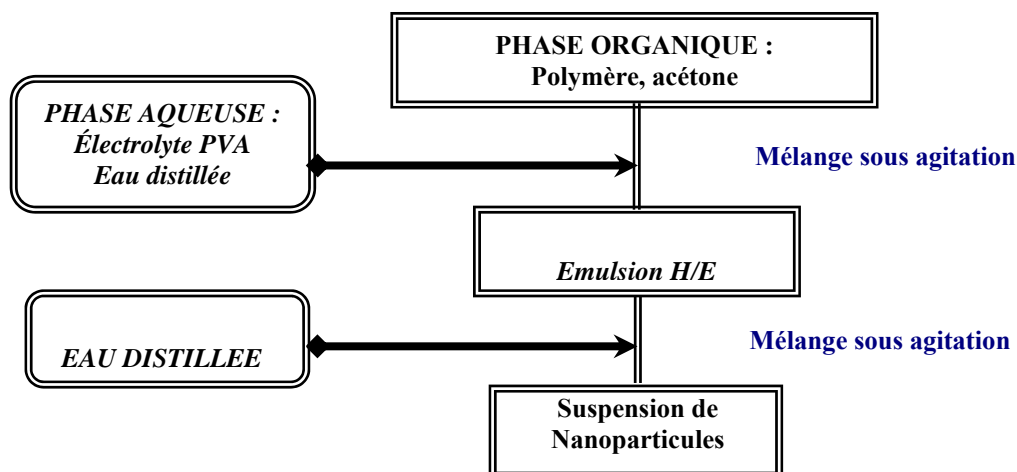 PHASE ORGANIQUE :
Polymère, acétone
PHASE AQUEUSE :
Électrolyte PVA
Eau distillée
Mélange sous agitation
Emulsion H/E
EAU DISTILLEE
Mélange sous agitation
Suspension de
Nanoparticules